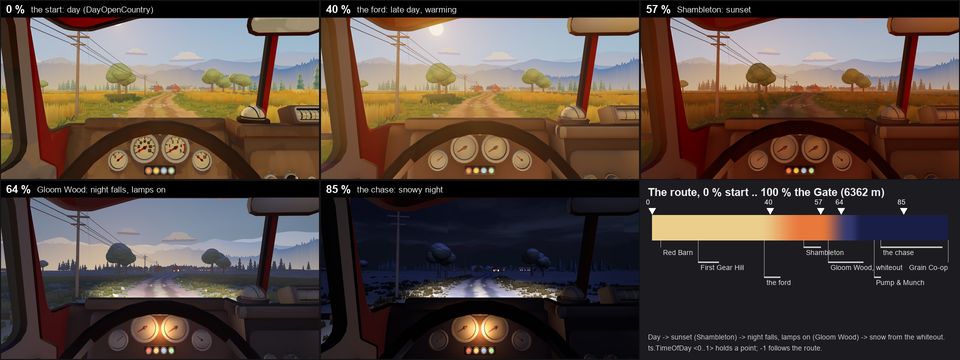 0 % the start: day (DayOpenCountry)
40 % the ford: late day, warming
57 % Shambleton: sunset
64 % Gloom Wood: night falls, lamps on
85 % the chase: snowy night
The route, 0 % start .. 100 % the Gate (6362 m)
0 40 57 64 85
Red Barn Shambleton the chase
First Gear Hill Gloom Wood, whiteout Grain Co-op
the ford Pump & Munch
Day -> sunset (Shambleton) -> night falls, lamps on (Gloom Wood) -> snow from the whiteout.
ts.TimeOfDay <0..1> holds a point; -1 follows the route.